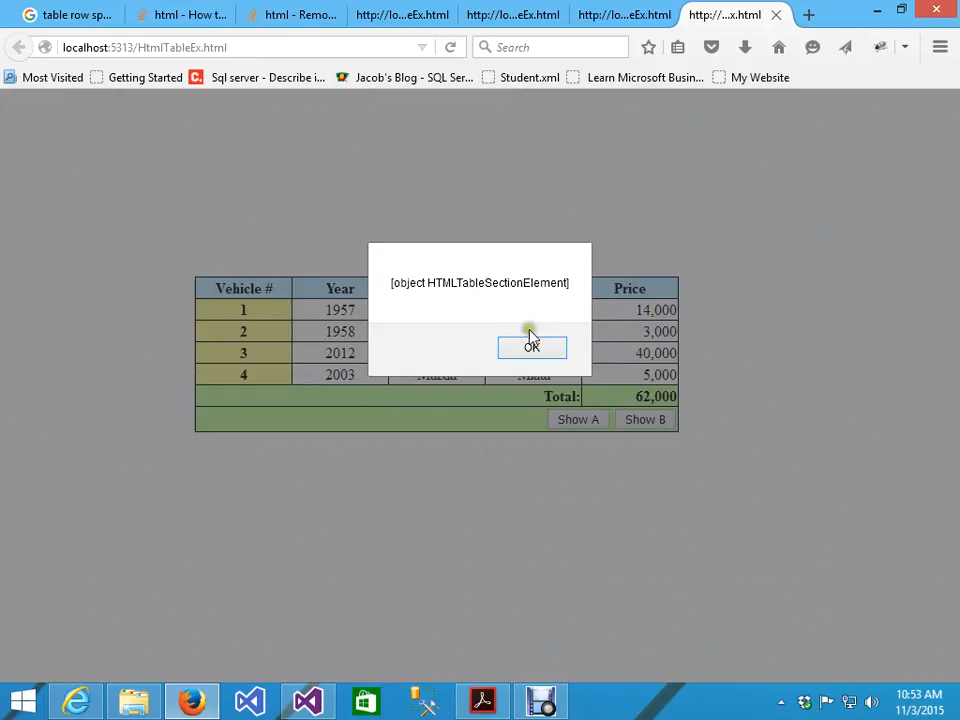 table row sp...
html - How t...
html - Remo...
http://lo...eEx.html
http://lo...eEx.html
http://lo...eEx.html
http://...x.html
localhost:5313/HtmlTableEx.html
Search
Most Visited
Getting Started
Sql server - Describe i...
Jacob's Blog - SQL Ser...
Student.xml
Learn Microsoft Busin...
My Website
[object HTMLTableSectionElement]
OK
Vehicle # Year Price
1 1957 14,000
2 1958 3,000
3 2012 40,000
4 2003 Mazda Miata 5,000
Total: 62,000
Show A Show B
10:53 AM
11/3/2015